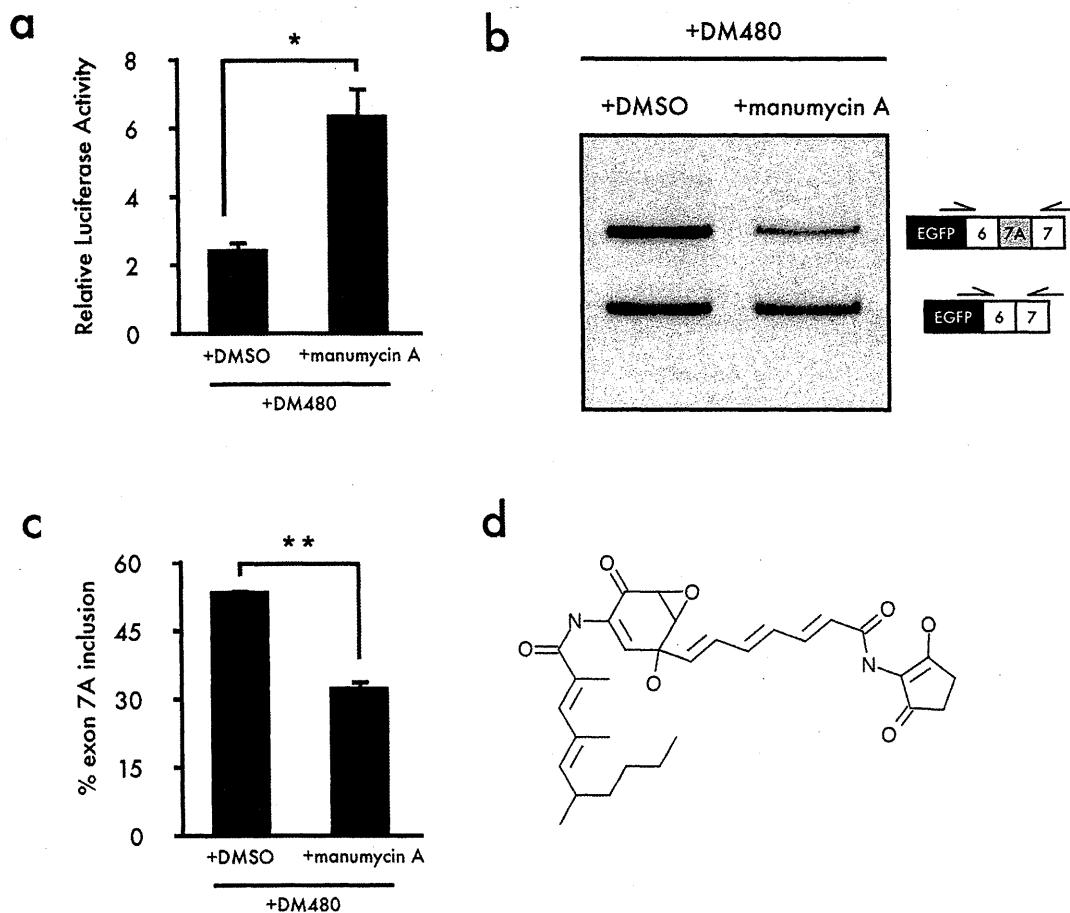 a
*
Relative Luciferase Activity
8
6
4
2
0
+DMSO
+manumycin A
+DM480
b
+DM480
+DMSO
+manumycin A
EGFP 6 7A 7
EGFP 6 7
c
**
% exon 7A inclusion
60
45
30
15
0
+DMSO
+manumycin A
+DM480
d
O
O
N
O
O
O
N
O
O